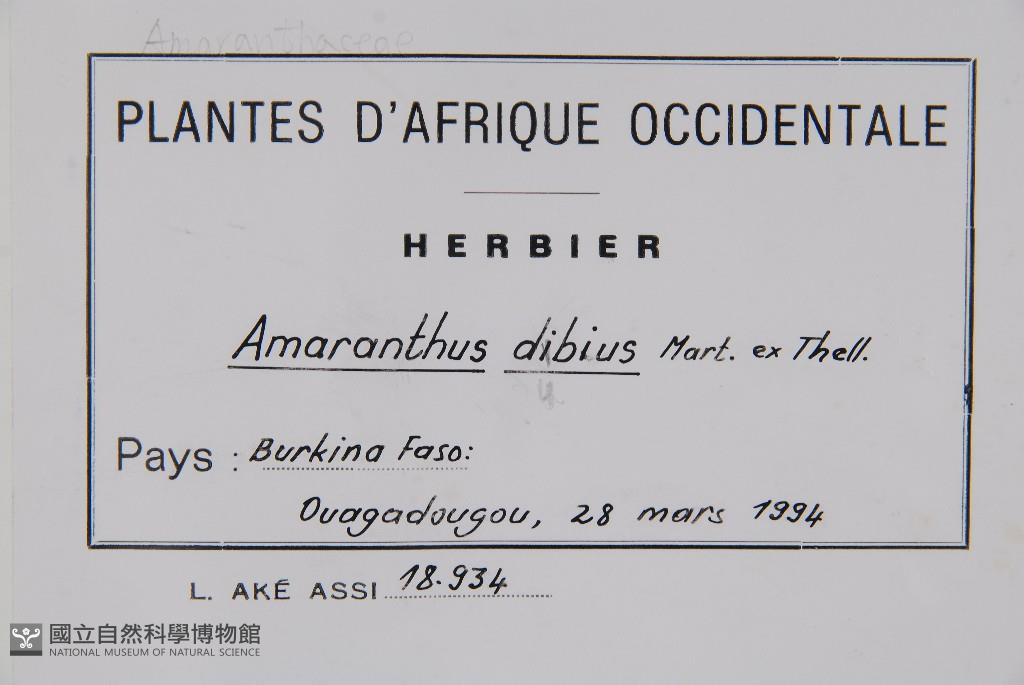 Amaranthaceae
PLANTES D'AFRIQUE OCCIDENTALE
HERBIER
Amaranthus dibius Mart. ex Thell.
u
Pays : Burkina Faso:
Ouagadougou, 28 mars 1994
L. AKÉ ASSI 18.934
國立自然科學博物館
NATIONAL MUSEUM OF NATURAL SCIENCE